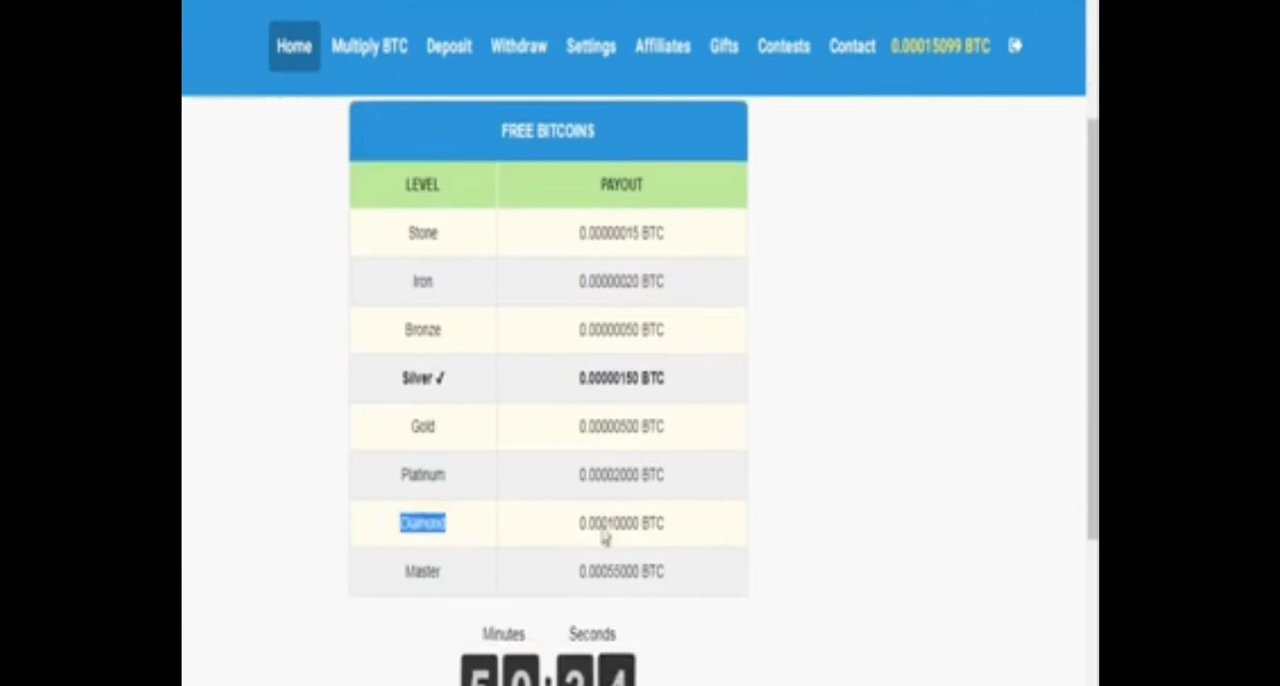 Home Multiply BTC Deposit Withdraw Settings Affiliates Gifts Contests Contact 0.00015099 BTC
FREE BITCOINS
LEVEL PAYOUT
Stone 0.00000015 BTC
Iron 0.00000020 BTC
Bronze 0.00000050 BTC
Silver ✓ 0.00000150 BTC
Gold 0.00000500 BTC
Platinum 0.00002000 BTC
Diamond 0.00010000 BTC
Master 0.00055000 BTC
Minutes Seconds